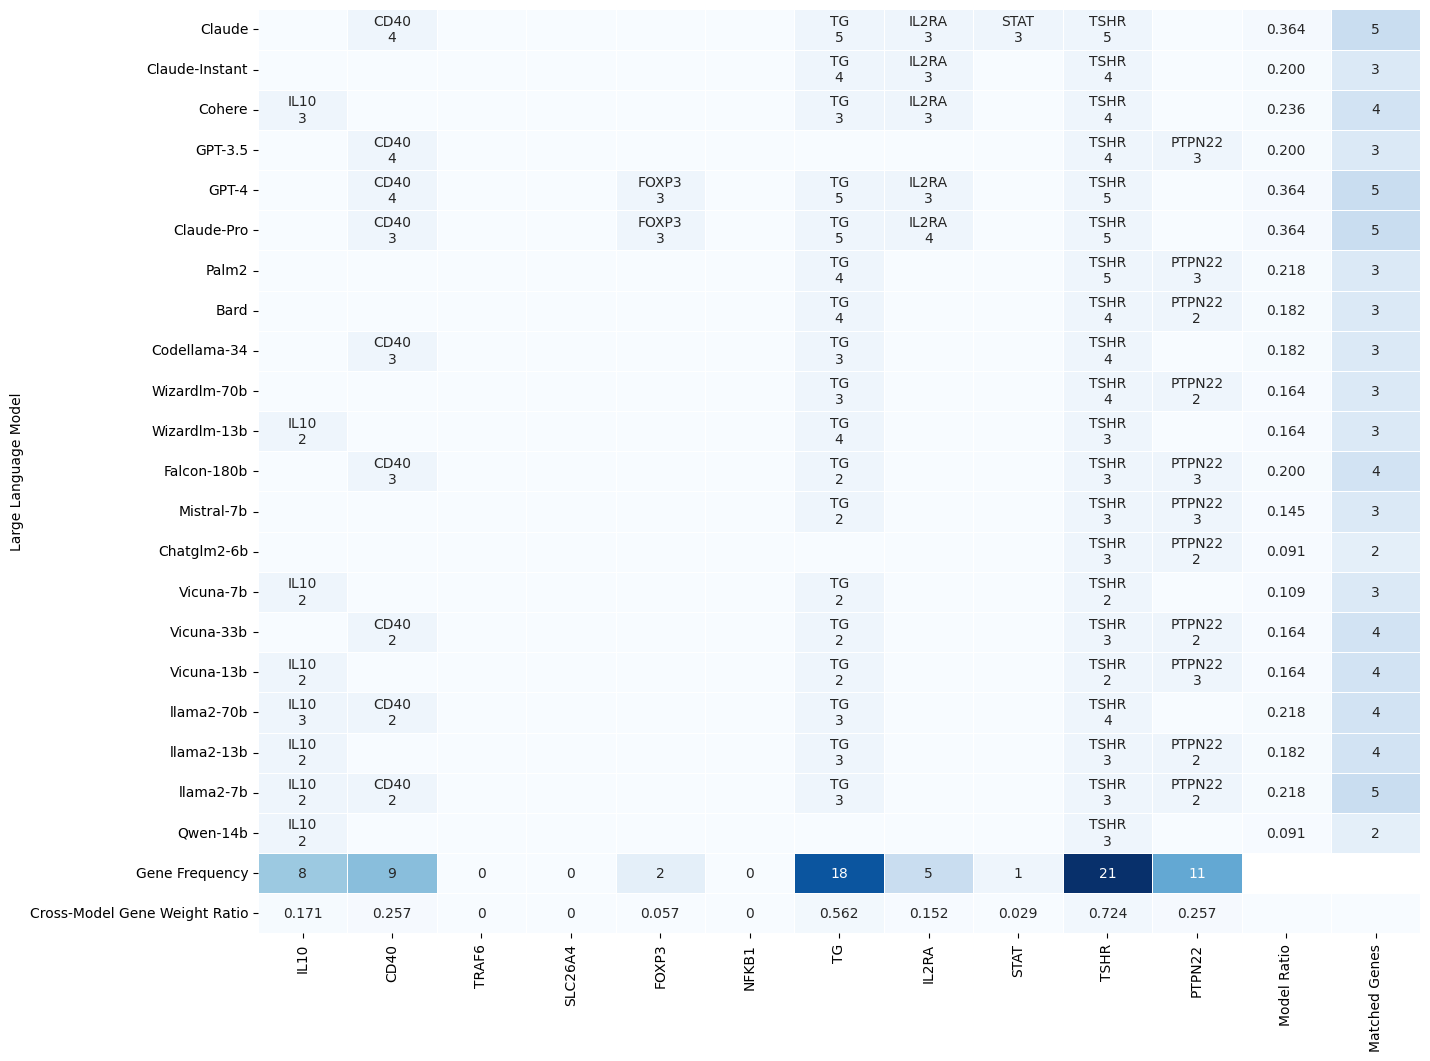 Large Language Model
Claude CD40 TG IL2RA STAT TSHR 0.364 5
4 5 3 3 5
Claude-Instant TG IL2RA TSHR 0.200 3
4 3 4
Cohere IL10 TG IL2RA TSHR 0.236 4
3 3 3 4
GPT-3.5 CD40 TSHR PTPN22 0.200 3
4 4 3
GPT-4 CD40 FOXP3 TG IL2RA TSHR 0.364 5
4 3 5 3 5
Claude-Pro CD40 FOXP3 TG IL2RA TSHR 0.364 5
3 3 5 4 5
Palm2 TG TSHR PTPN22 0.218 3
4 5 3
Bard TG TSHR PTPN22 0.182 3
4 4 2
Codellama-34 CD40 TG TSHR 0.182 3
3 3 4
Wizardlm-70b TG TSHR PTPN22 0.164 3
3 4 2
Wizardlm-13b IL10 TG TSHR 0.164 3
2 4 3
Falcon-180b CD40 TG TSHR PTPN22 0.200 4
3 2 3 3
Mistral-7b TG TSHR PTPN22 0.145 3
2 3 3
Chatglm2-6b TSHR PTPN22 0.091 2
3 2
Vicuna-7b IL10 TG TSHR 0.109 3
2 2 2
Vicuna-33b CD40 TG TSHR PTPN22 0.164 4
2 2 3 2
Vicuna-13b IL10 TG TSHR PTPN22 0.164 4
2 2 2 3
llama2-70b IL10 CD40 TG TSHR 0.218 4
3 2 3 4
llama2-13b IL10 TG TSHR PTPN22 0.182 4
2 3 3 2
llama2-7b IL10 CD40 TG TSHR PTPN22 0.218 5
2 2 3 3 2
Qwen-14b IL10 TSHR 0.091 2
2 3
Gene Frequency 8 9 0 0 2 0 18 5 1 21 11
Cross-Model Gene Weight Ratio 0.171 0.257 0 0 0.057 0 0.562 0.152 0.029 0.724 0.257
IL10 CD40 TRAF6 SLC26A4 FOXP3 NFKB1 TG IL2RA STAT TSHR PTPN22 Model Ratio Matched Genes